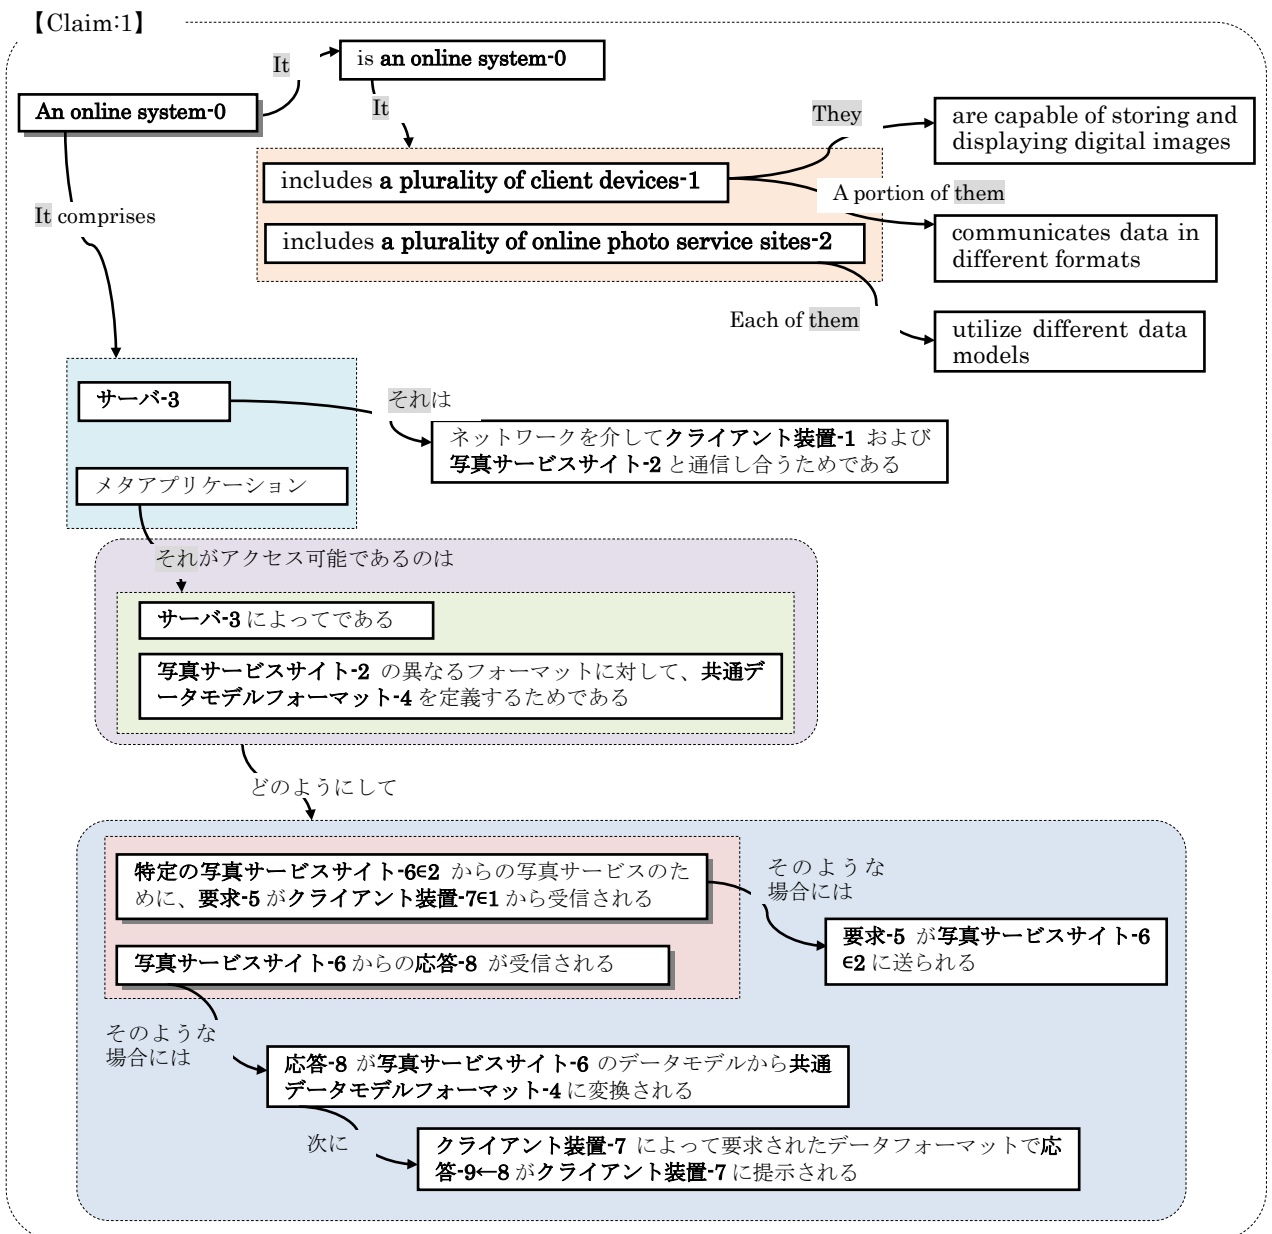 【Claim:1】
is an online system-0
It
An online system-0
It
They
are capable of storing and
displaying digital images
includes a plurality of client devices-1
A portion of them
It comprises
communicates data in
different formats
includes a plurality of online photo service sites-2
Each of them
utilize different data
models
サーバ-3
それは
ネットワークを介してクライアント装置-1 および
写真サービスサイト-2 と通信し合うためである
メタアプリケーション
それがアクセス可能であるのは
サーバ-3 によってである
写真サービスサイト-2 の異なるフォーマットに対して、共通デ
ータモデルフォーマット-4 を定義するためである
どのようにして
特定の写真サービスサイト-6∈2 からの写真サービスのた
めに、要求-5 がクライアント装置-7∈1 から受信される
そのような
場合には
要求-5 が写真サービスサイト-6
∈2 に送られる
写真サービスサイト-6 からの応答-8 が受信される
そのような
場合には
応答-8 が写真サービスサイト-6 のデータモデルから共通
データモデルフォーマット-4 に変換される
次に
クライアント装置-7 によって要求されたデータフォーマットで応
答-9←8 がクライアント装置-7 に提示される